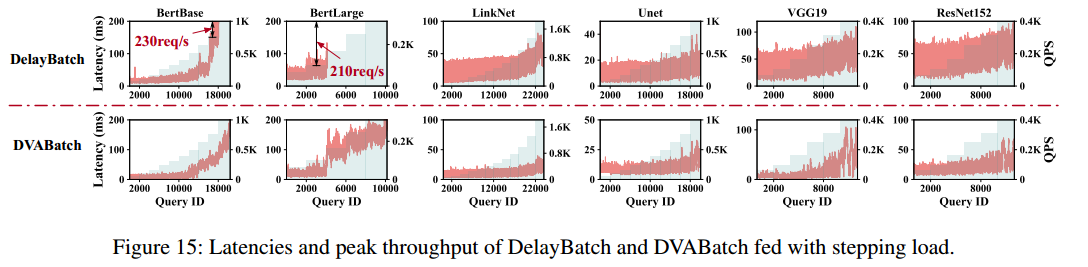 BertBase BertLarge LinkNet Unet VGG19 ResNet152
DelayBatch
Latency (ms)
200 100 0
1K 0.5K 0
230req/s
2000 10000 18000
200 100 0
0.2K 0
210req/s
2000 6000 10000
100 50 0
1.6K 0.8K 0
2000 12000 22000
40 20 0
1K 0.5K 0
2000 10000 18000
100 50 0
0.4K 0.2K 0
2000 8000
100 50 0
0.4K 0.2K 0
2000 8000
QPS
DVABatch
Latency (ms)
200 100 0
1K 0.5K 0
2000 10000 18000
Query ID
200 100 0
0.2K 0
2000 6000 10000
Query ID
100 50 0
1.6K 0.8K 0
2000 12000 22000
Query ID
50 25 0
1K 0.5K 0
2000 10000 18000
Query ID
100 0
0.4K 0.2K 0
2000 8000
Query ID
100 50 0
0.4K 0.2K 0
2000 8000
Query ID
QPS
Figure 15: Latencies and peak throughput of DelayBatch and DVABatch fed with stepping load.